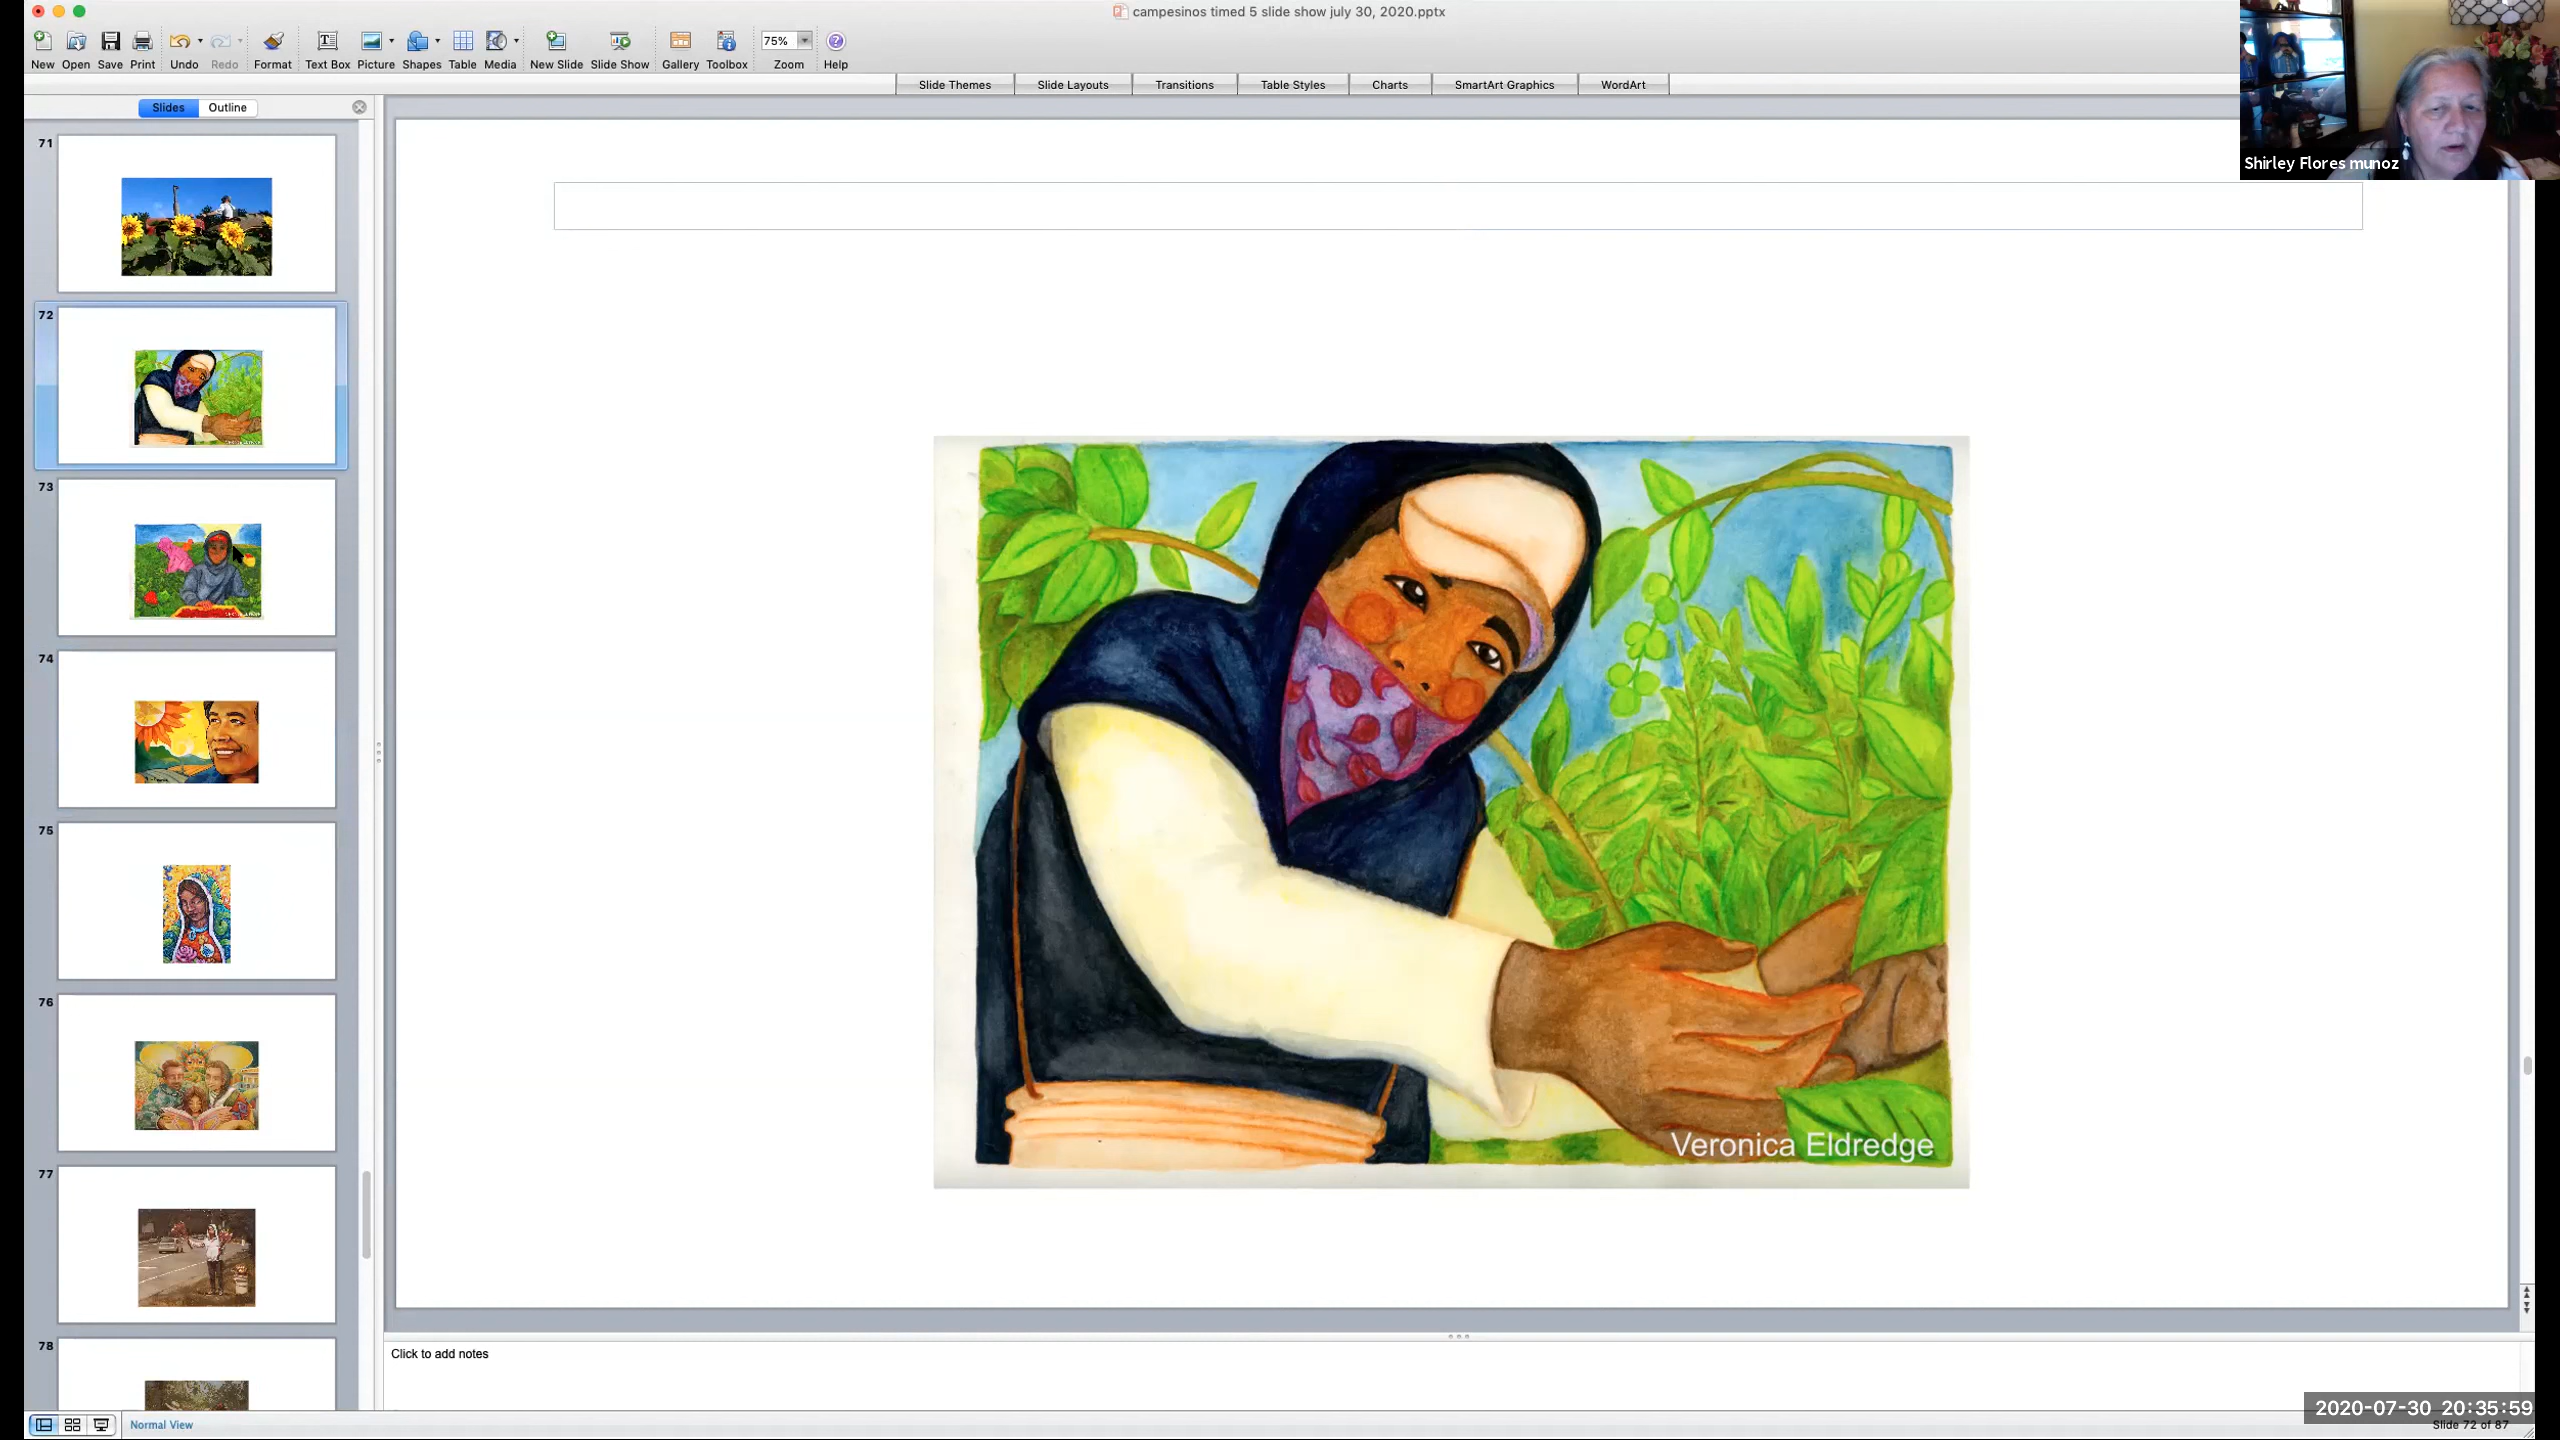 campesinos timed 5 slide show july 30, 2020.pptx
New Open Save Print Undo Redo Format Text Box Picture Shapes Table Media New Slide Slide Show Gallery Toolbox 75% Zoom Help
Slide Themes Slide Layouts Transitions Table Styles Charts SmartArt Graphics WordArt
Slides Outline
Shirley Flores munoz
71
72
73
74
75
76
77
78
Veronica Eldredge
Click to add notes
2020-07-30 20:35:59
Normal View
Slide 72 of 87